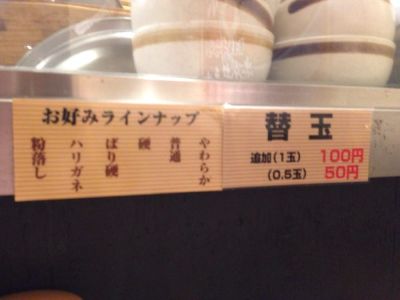 お好みラインナップ
やわらか
普通
硬
ばり硬
ハリガネ
粉落し
替玉
追加(1玉) 100円
(0.5玉) 50円